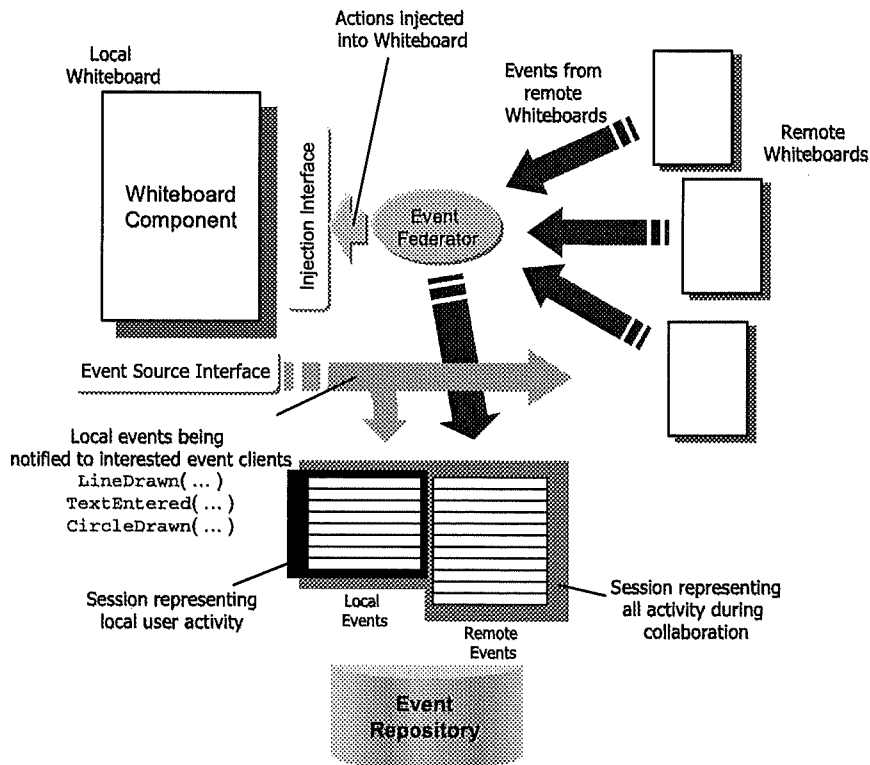 Actions injected
into Whiteboard
Local
Whiteboard
Events from
remote
Whiteboards
Remote
Whiteboards
Whiteboard
Component
Injection Interface
Event
Federator
Event Source Interface
Local events being
notified to interested event clients
LineDrawn(...)
TextEntered(...)
CircleDrawn(...)
Session representing
local user activity
Local
Events
Remote
Events
Session representing
all activity during
collaboration
Event
Repository